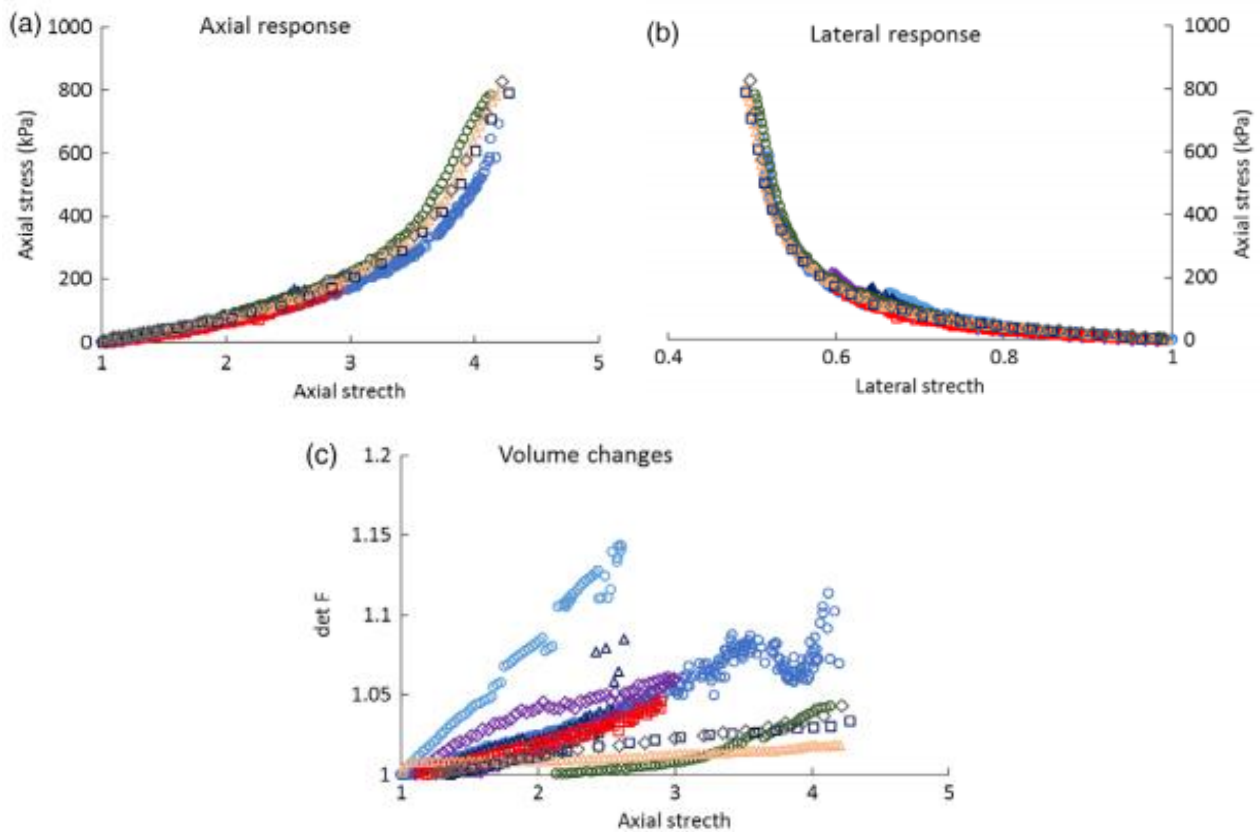 (a)
Axial response
1000
800
600
400
200
0
Axial stress (kPa)
1 2 3 4 5
Axial strecth
(b)
Lateral response
1000
800
600
400
200
0
Axial stress (kPa)
0.4 0.6 0.8 1
Lateral strecth
(c)
Volume changes
1.2
1.15
1.1
1.05
1
det F
1 2 3 4 5
Axial strecth